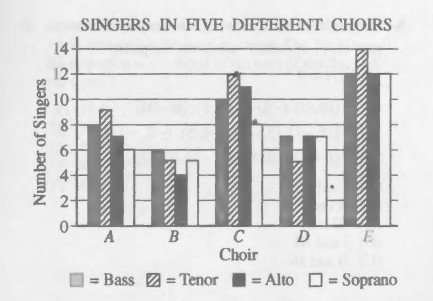 SINGERS IN FIVE DIFFERENT CHOIRS
14
12
10
8
6
4
2
0
Number of Singers
A B C D E
Choir
= Bass = Tenor = Alto = Soprano